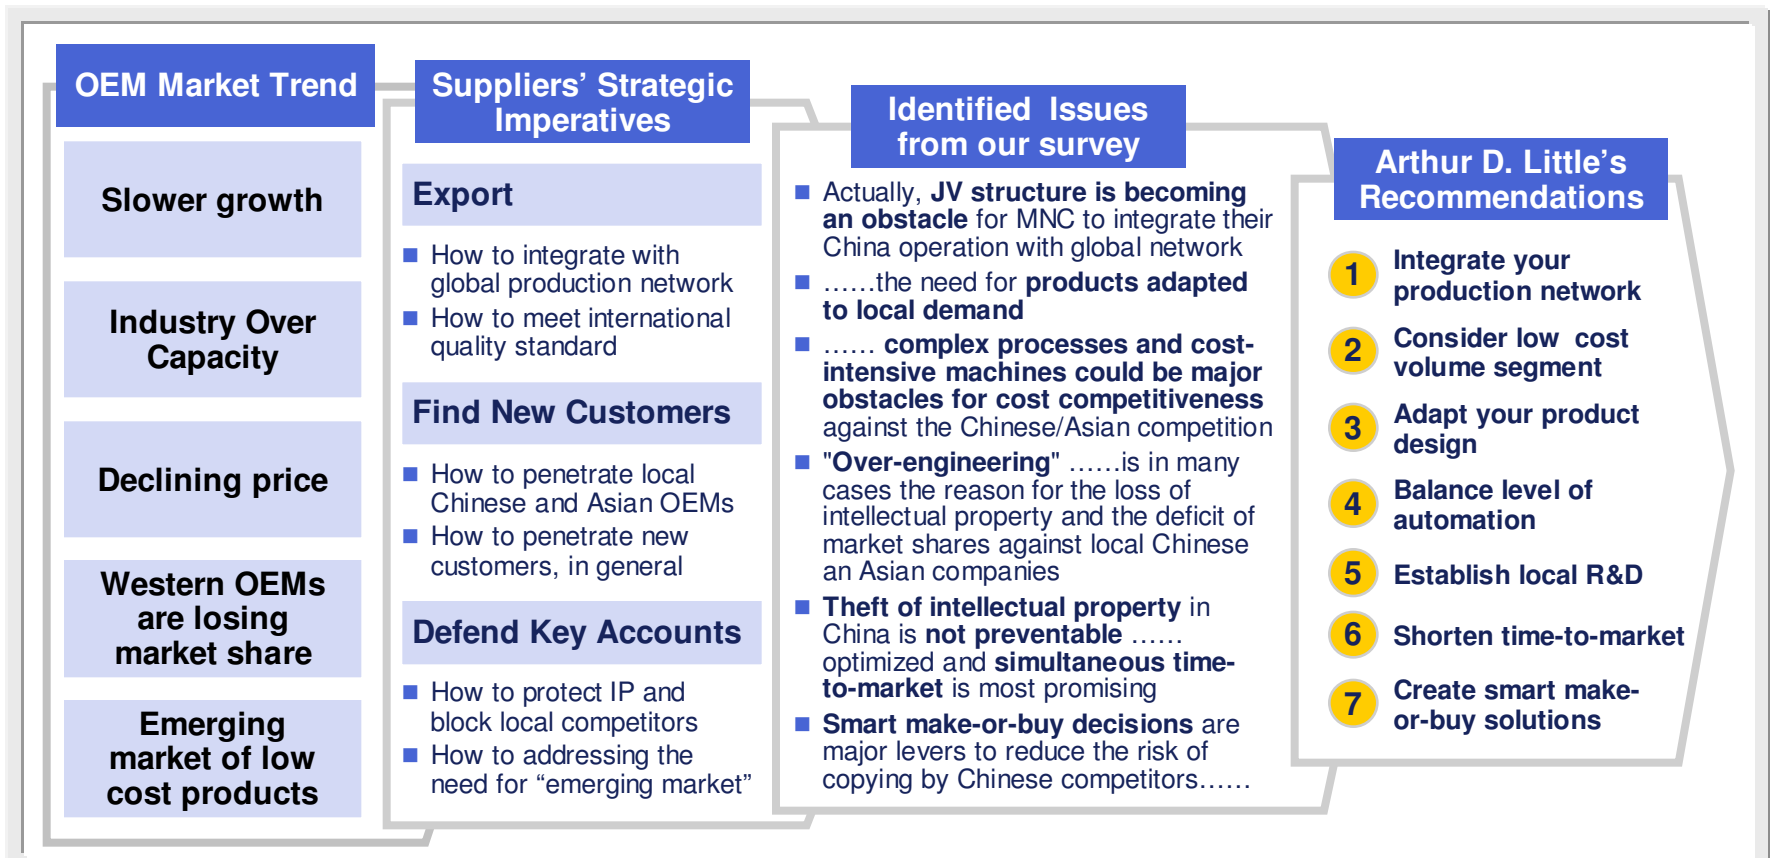 OEM Market Trend
Slower growth
Industry Over
Capacity
Declining price
Western OEMs
are losing
market share
Emerging
market of low
cost products
Suppliers’ Strategic
Imperatives
Export
How to integrate with
global production network
How to meet international
quality standard
Find New Customers
How to penetrate local
Chinese and Asian OEMs
How to penetrate new
customers, in general
Defend Key Accounts
How to protect IP and
block local competitors
How to addressing the
need for “emerging market”
Identified Issues
from our survey
Actually, JV structure is becoming
an obstacle for MNC to integrate their
China operation with global network
……the need for products adapted
to local demand
…… complex processes and cost-
intensive machines could be major
obstacles for cost competitiveness
against the Chinese/Asian competition
"Over-engineering" ……is in many
cases the reason for the loss of
intellectual property and the deficit of
market shares against local Chinese
an Asian companies
Theft of intellectual property in
China is not preventable ……
optimized and simultaneous time-
to-market is most promising
Smart make-or-buy decisions are
major levers to reduce the risk of
copying by Chinese competitors……
Arthur D. Little’s
Recommendations
1 Integrate your
production network
2 Consider low cost
volume segment
3 Adapt your product
design
4 Balance level of
automation
5 Establish local R&D
6 Shorten time-to-market
7 Create smart make-
or-buy solutions